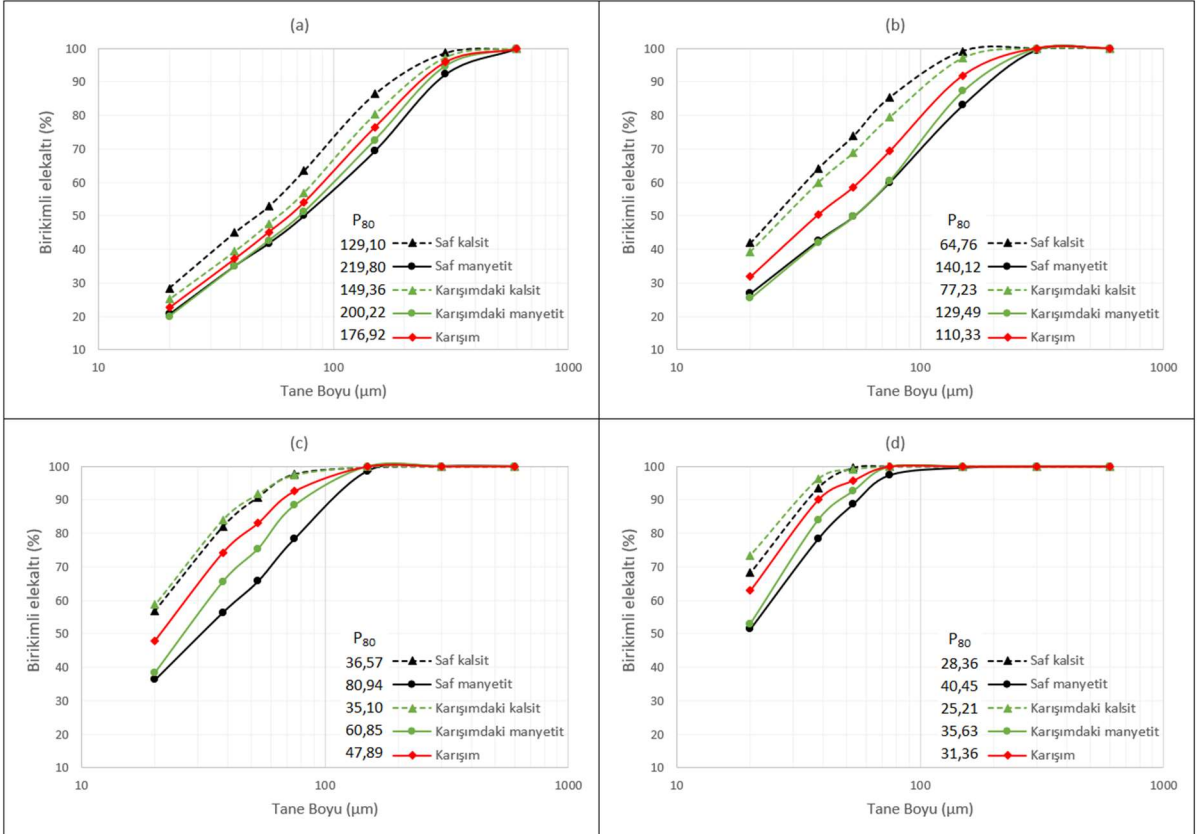 (a)
100
90
80
70
60
50
40
30
20
10
Birikimli elekaltı (%)
P80
129,10 Saf kalsit
219,80 Saf manyetit
149,36 Karışımdaki kalsit
200,22 Karışımdaki manyetit
176,92 Karışım
10 100 1000
Tane Boyu (µm)
(b)
100
90
80
70
60
50
40
30
20
10
Birikimli elekaltı (%)
P80
64,76 Saf kalsit
140,12 Saf manyetit
77,23 Karışımdaki kalsit
129,49 Karışımdaki manyetit
110,33 Karışım
10 100 1000
Tane Boyu (µm)
(c)
100
90
80
70
60
50
40
30
20
10
Birikimli elekaltı (%)
P80
36,57 Saf kalsit
80,94 Saf manyetit
35,10 Karışımdaki kalsit
60,85 Karışımdaki manyetit
47,89 Karışım
10 100 1000
Tane Boyu (µm)
(d)
100
90
80
70
60
50
40
30
20
10
Birikimli elekaltı (%)
P80
28,36 Saf kalsit
40,45 Saf manyetit
25,21 Karışımdaki kalsit
35,63 Karışımdaki manyetit
31,36 Karışım
10 100 1000
Tane Boyu (µm)